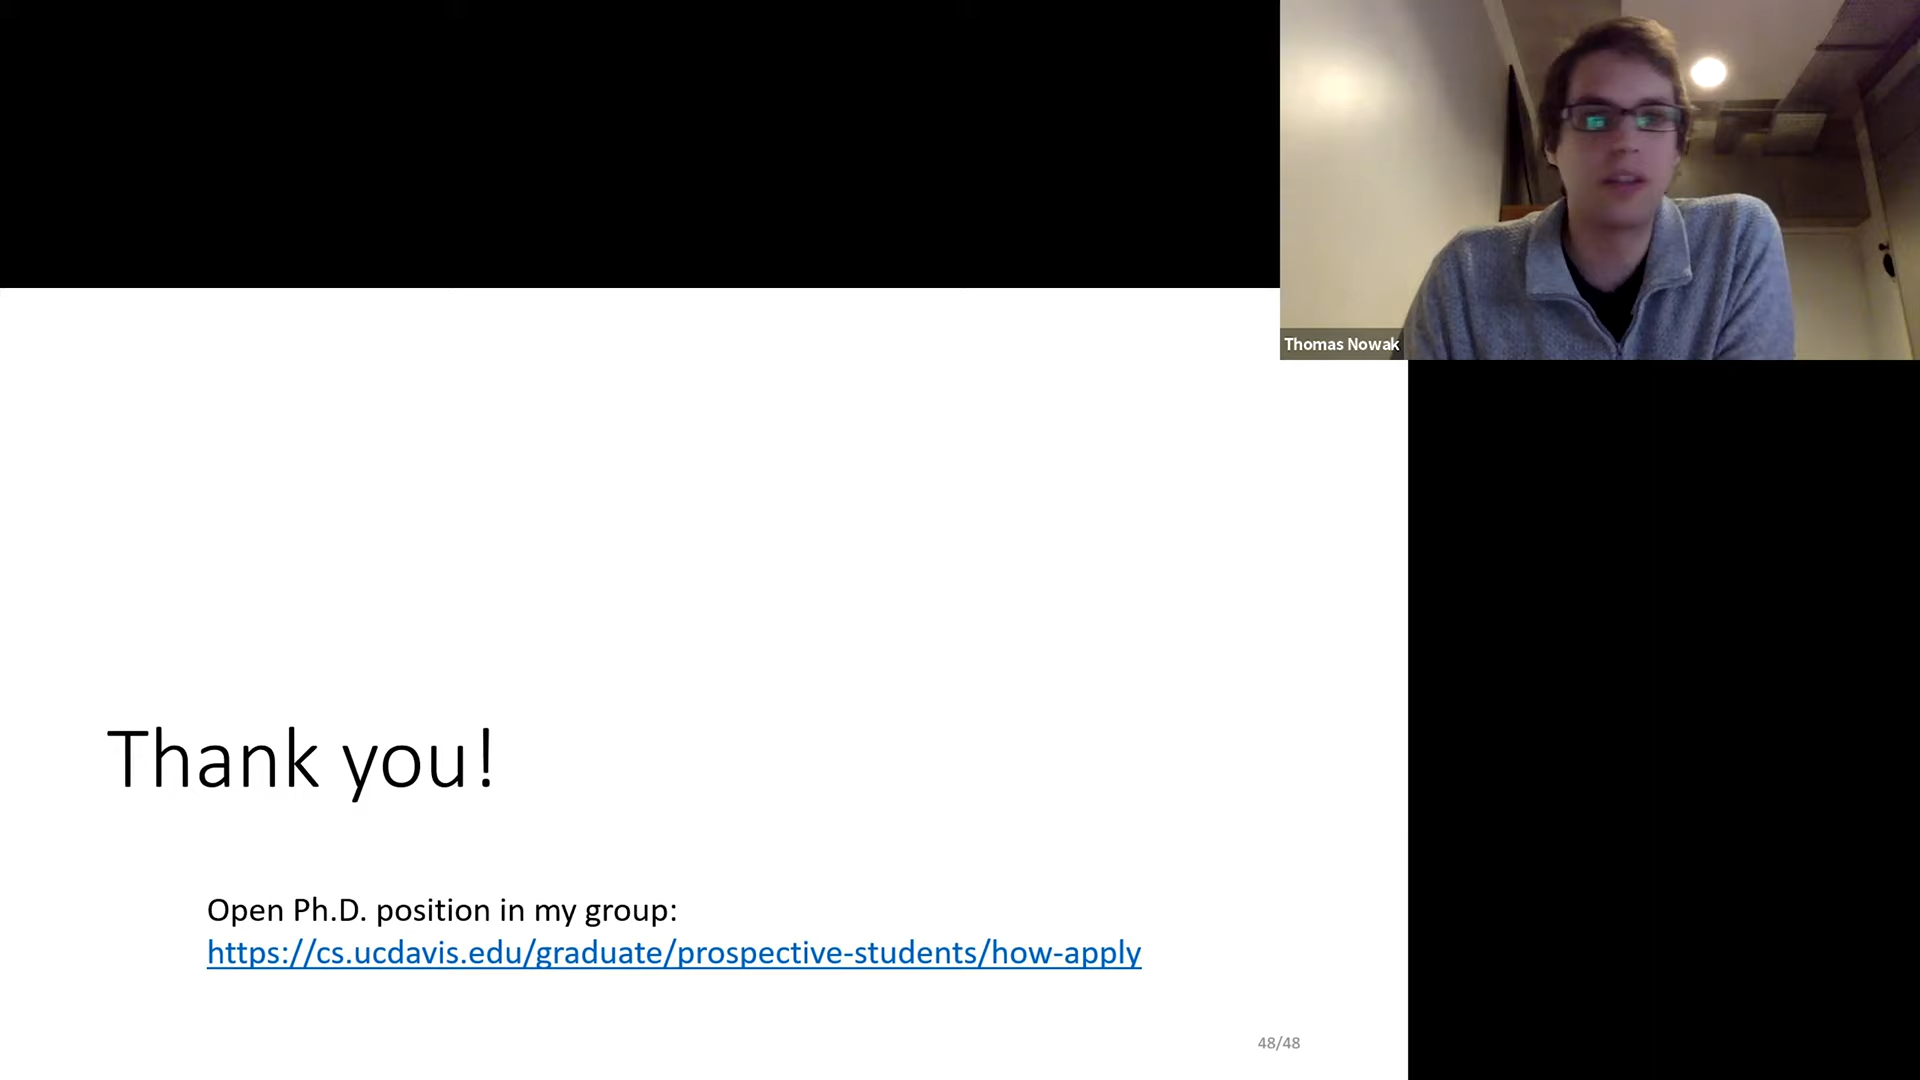 Thomas Nowak
Thank you!
Open Ph.D. position in my group:
https://cs.ucdavis.edu/graduate/prospective-students/how-apply
48/48